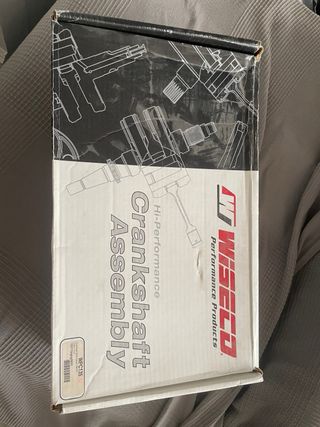 WISECO
Performance Products
Hi-Performance
Crankshaft
Assembly